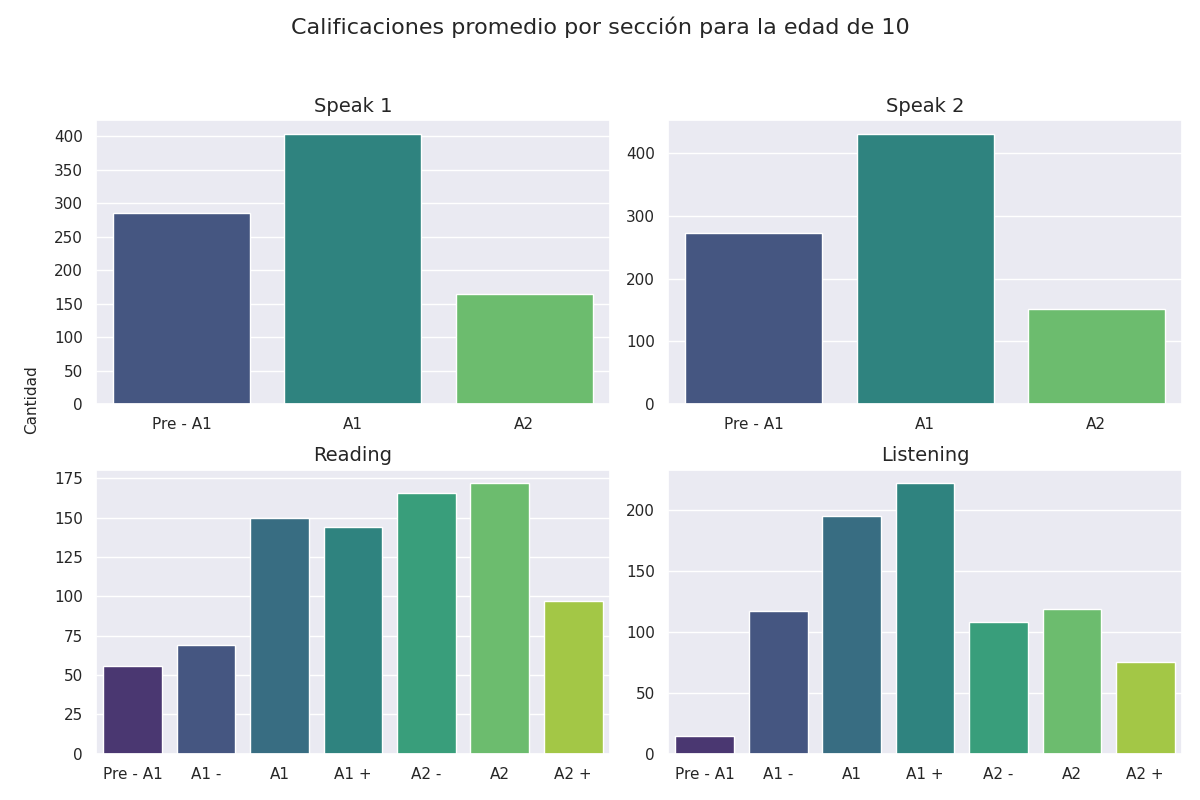 Calificaciones promedio por sección para la edad de 10
Cantidad
Speak 1
400
350
300
250
200
150
100
50
0
Pre - A1 A1 A2
Speak 2
400
300
200
100
0
Pre - A1 A1 A2
Reading
175
150
125
100
75
50
25
0
Pre - A1 A1 - A1 A1 + A2 - A2 A2 +
Listening
200
150
100
50
0
Pre - A1 A1 - A1 A1 + A2 - A2 A2 +